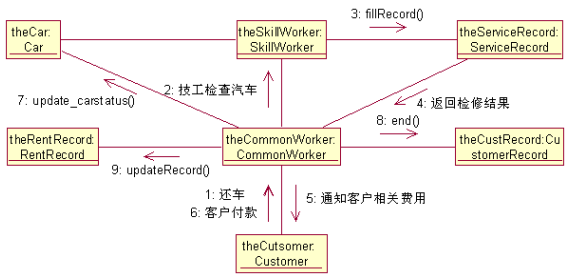 3: fillRecord()
theCar:
Car
theSkillWorker:
SkillWorker
theServiceRecord:
ServiceRecord
2: 技工检查汽车
7: update_carstatus()
4: 返回检修结果
8: end()
theRentRecord:
RentRecord
theCommonWorker:
CommonWorker
theCustRecord:Cu
stomerRecord
9: updateRecord()
1: 还车
6: 客户付款
5: 通知客户相关费用
theCutsomer:
Customer